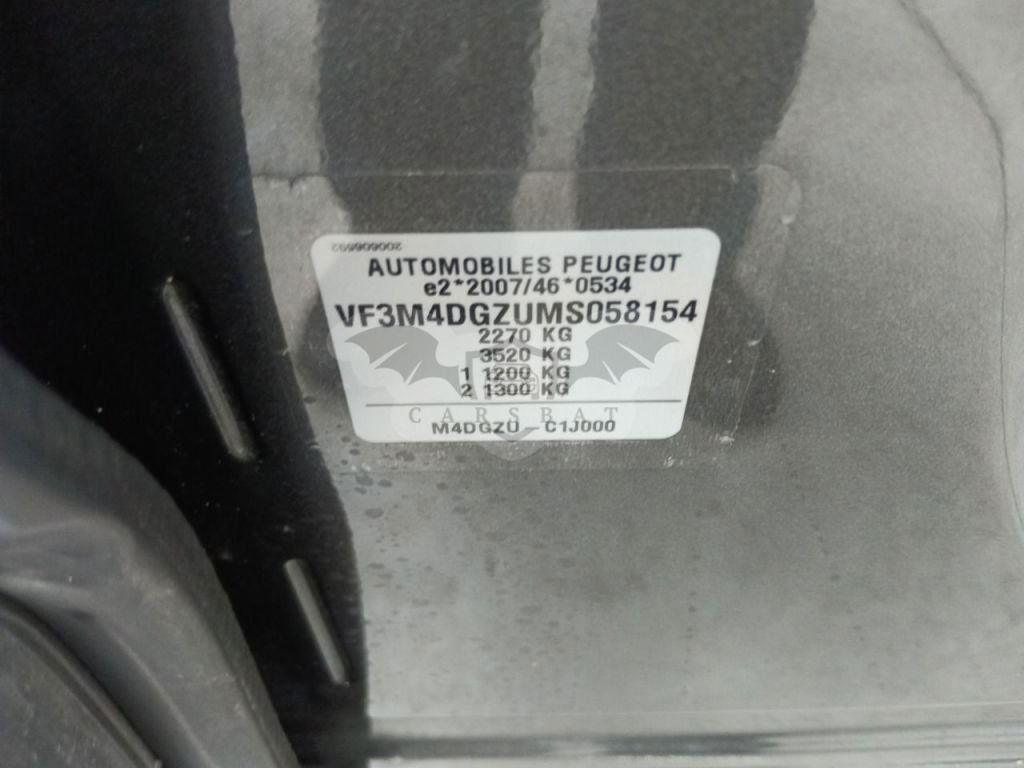 200606692
AUTOMOBILES PEUGEOT
e2*2007/46*0534
VF3M4DGZUMS058154
2270 KG
3520 KG
1 1200 KG
2 1300 KG
CARSBAT
M4DGZU - C1J000